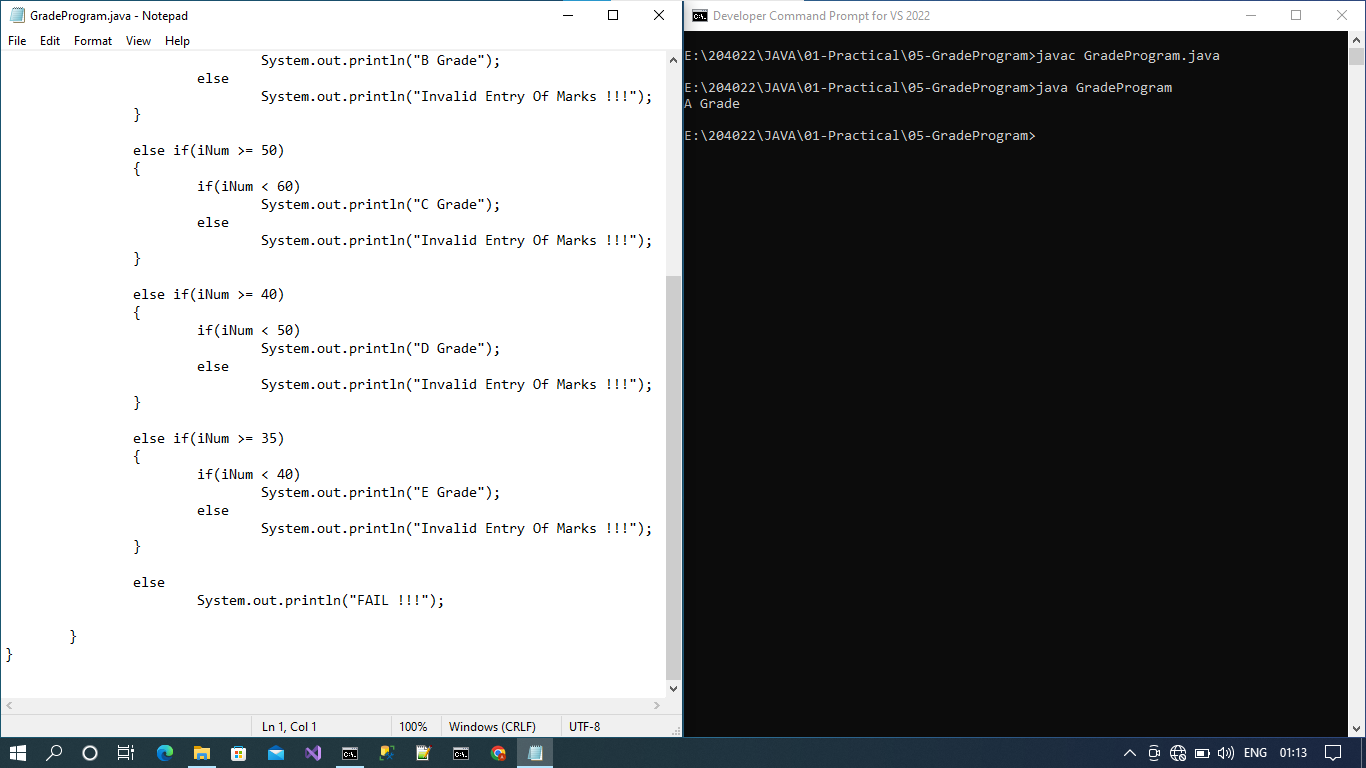 GradeProgram.java - Notepad
File Edit Format View Help
System.out.println("B Grade");
else
System.out.println("Invalid Entry Of Marks !!!");
}
else if(iNum >= 50)
{
if(iNum < 60)
System.out.println("C Grade");
else
System.out.println("Invalid Entry Of Marks !!!");
}
else if(iNum >= 40)
{
if(iNum < 50)
System.out.println("D Grade");
else
System.out.println("Invalid Entry Of Marks !!!");
}
else if(iNum >= 35)
{
if(iNum < 40)
System.out.println("E Grade");
else
System.out.println("Invalid Entry Of Marks !!!");
}
else
System.out.println("FAIL !!!");
}
}
Ln 1, Col 1 100% Windows (CRLF) UTF-8
Developer Command Prompt for VS 2022
E:\204022\JAVA\01-Practical\05-GradeProgram>javac GradeProgram.java
E:\204022\JAVA\01-Practical\05-GradeProgram>java GradeProgram
A Grade
E:\204022\JAVA\01-Practical\05-GradeProgram>
ENG 01:13